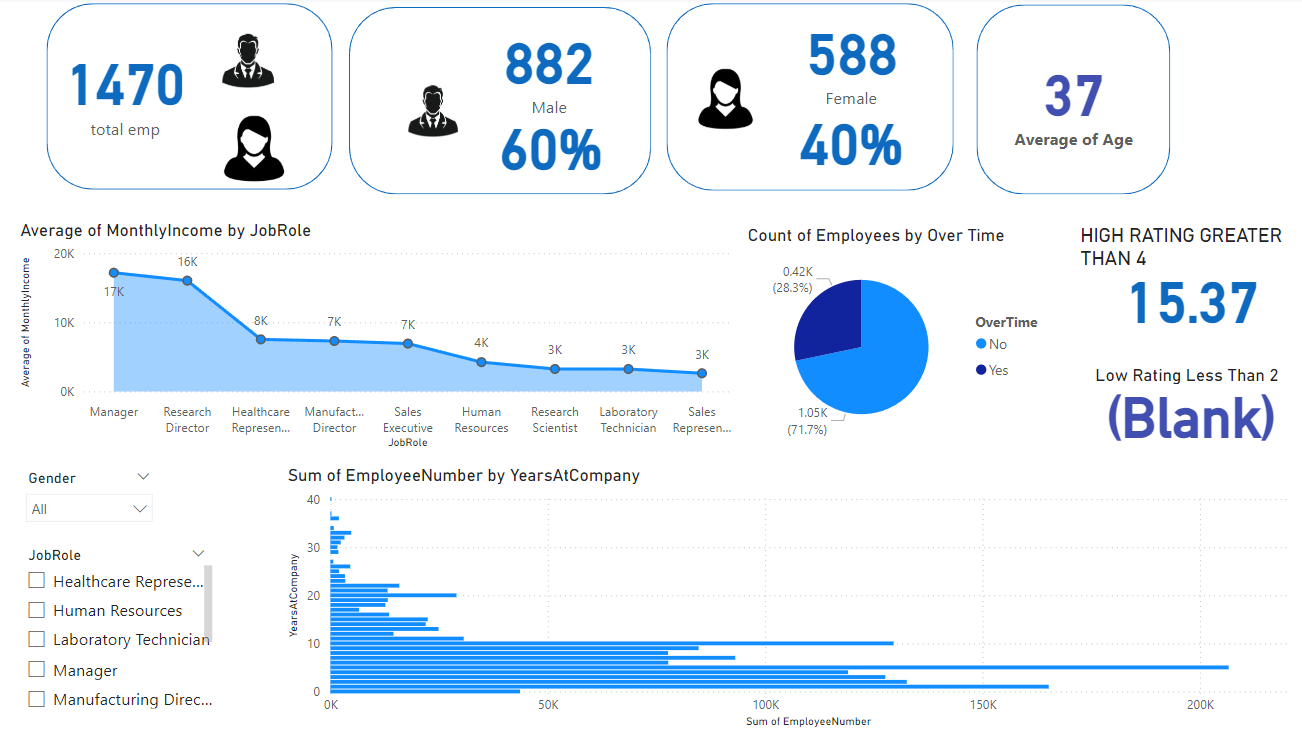 1470
total emp
882
Male
60%
588
Female
40%
37
Average of Age
Average of MonthlyIncome by JobRole
Average of MonthlyIncome
20K
10K
0K
17K
16K
8K
7K
7K
4K
3K
3K
3K
Manager
Research
Director
Healthcare
Represen...
Manufact...
Director
Sales
Executive
Human
Resources
Research
Scientist
Laboratory
Technician
Sales
Represen...
JobRole
Count of Employees by Over Time
0.42K
(28.3%)
1.05K
(71.7%)
OverTime
No
Yes
HIGH RATING GREATER
THAN 4
15.37
Low Rating Less Than 2
(Blank)
Gender
All
JobRole
Healthcare Represe...
Human Resources
Laboratory Technician
Manager
Manufacturing Direc...
Sum of EmployeeNumber by YearsAtCompany
YearsAtCompany
40
30
20
10
0
0K
50K
100K
150K
200K
Sum of EmployeeNumber